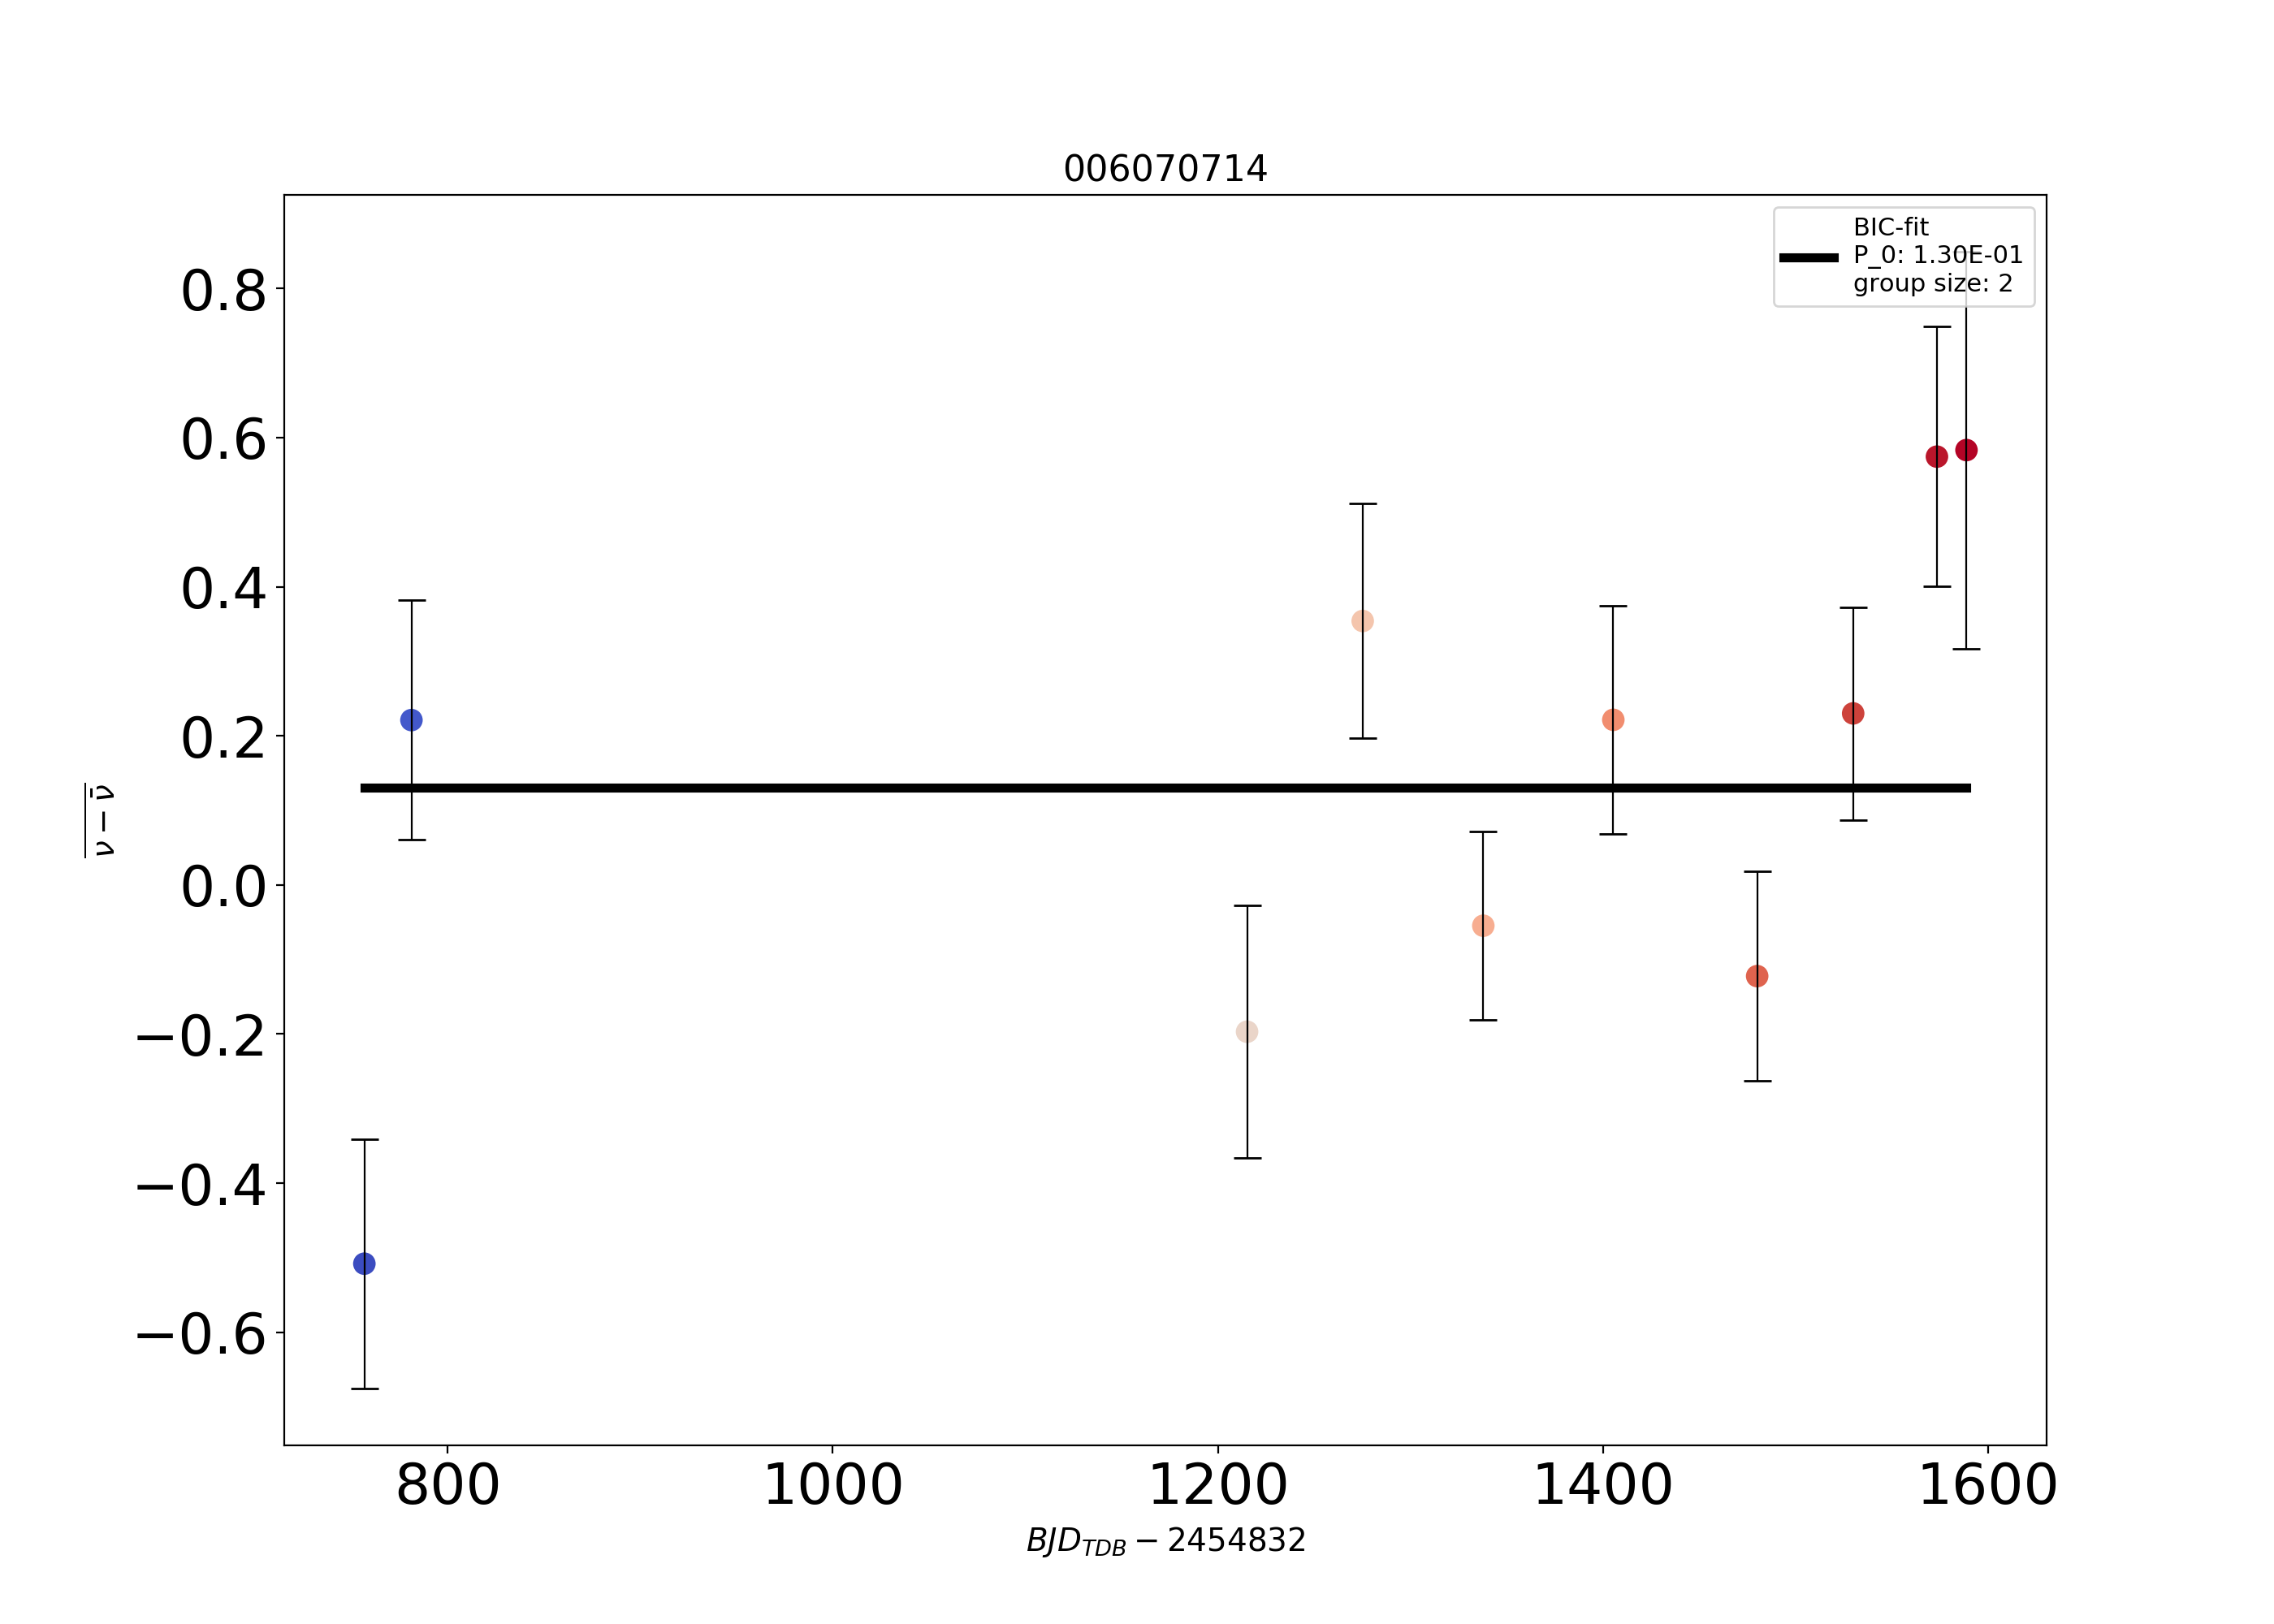 006070714
BIC-fit
P_0: 1.30E-01
group size: 2
0.8
0.6
0.4
0.2
0.0
−0.2
−0.4
−0.6
ν − ν̄
800 1000 1200 1400 1600
BJD_TDB − 2454832